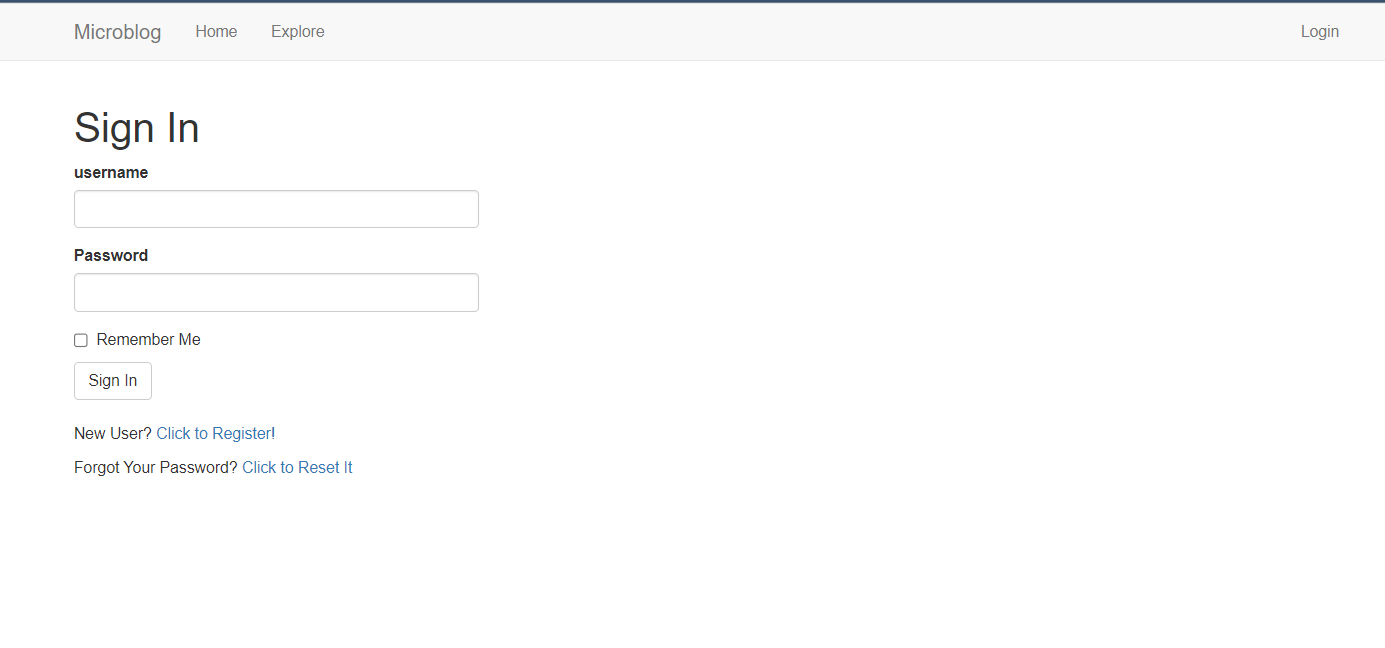 Microblog Home Explore Login
Sign In
username
Password
Remember Me
Sign In
New User? Click to Register!
Forgot Your Password? Click to Reset It